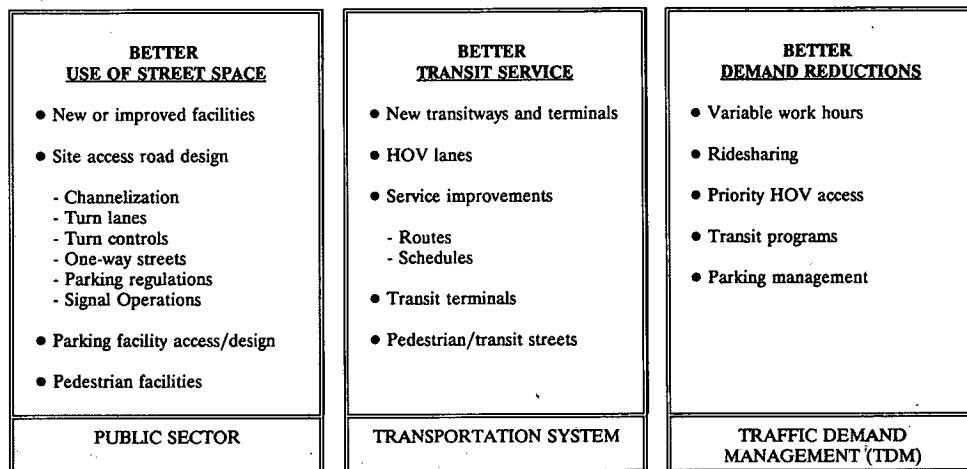 BETTER
USE OF STREET SPACE
● New or improved facilities
● Site access road design
- Channelization
- Turn lanes
- Turn controls
- One-way streets
- Parking regulations
- Signal Operations
● Parking facility access/design
● Pedestrian facilities
PUBLIC SECTOR
BETTER
TRANSIT SERVICE
● New transitways and terminals
● HOV lanes
● Service improvements
- Routes
- Schedules
● Transit terminals
● Pedestrian/transit streets
TRANSPORTATION SYSTEM
BETTER
DEMAND REDUCTIONS
● Variable work hours
● Ridesharing
● Priority HOV access
● Transit programs
● Parking management
TRAFFIC DEMAND
MANAGEMENT (TDM)